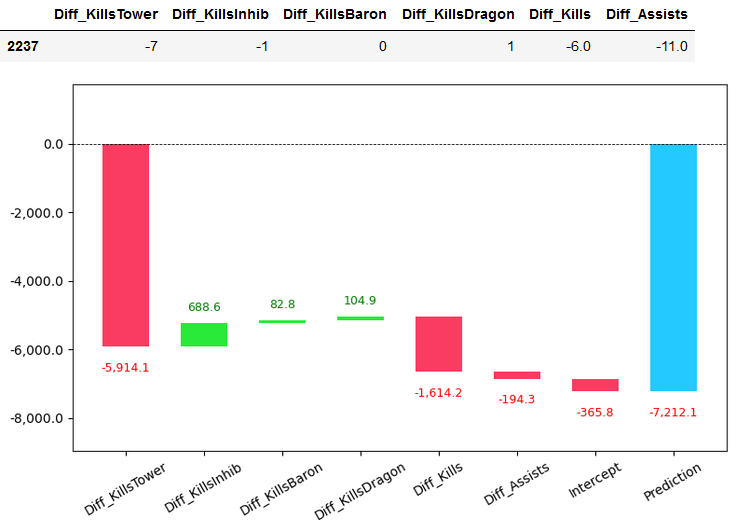 Diff_KillsTower Diff_KillsInhib Diff_KillsBaron Diff_KillsDragon Diff_Kills Diff_Assists
2237 -7 -1 0 1 -6.0 -11.0
0.0
-2,000.0
-4,000.0
-6,000.0
-8,000.0
688.6 82.8 104.9
-5,914.1 -1,614.2 -194.3 -365.8 -7,212.1
Diff_KillsTower Diff_KillsInhib Diff_KillsBaron Diff_KillsDragon Diff_Kills Diff_Assists Intercept Prediction